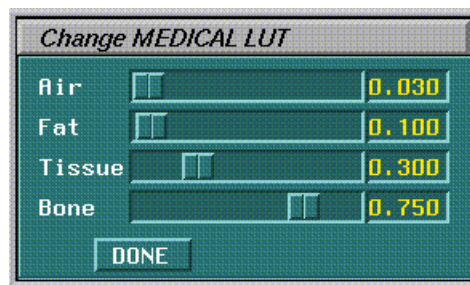 Change MEDICAL LUT
Air 0.030
Fat 0.100
Tissue 0.300
Bone 0.750
DONE